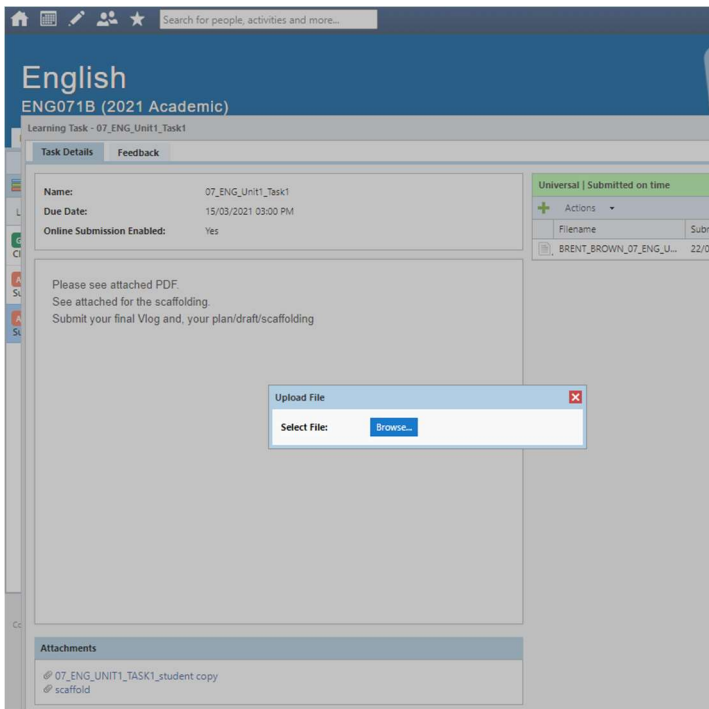 Search for people, activities and more...
English
ENG071B (2021 Academic)
Learning Task - 07_ENG_Unit1_Task1
Task Details Feedback
Name: 07_ENG_Unit1_Task1
Due Date: 15/03/2021 03:00 PM
Online Submission Enabled: Yes
Universal | Submitted on time
Actions
Filename Subr
BRENT_BROWN_07_ENG_U... 22/0
Please see attached PDF.
See attached for the scaffolding.
Submit your final Vlog and, your plan/draft/scaffolding
Upload File
Select File: Browse...
Attachments
07_ENG_UNIT1_TASK1_student copy
scaffold